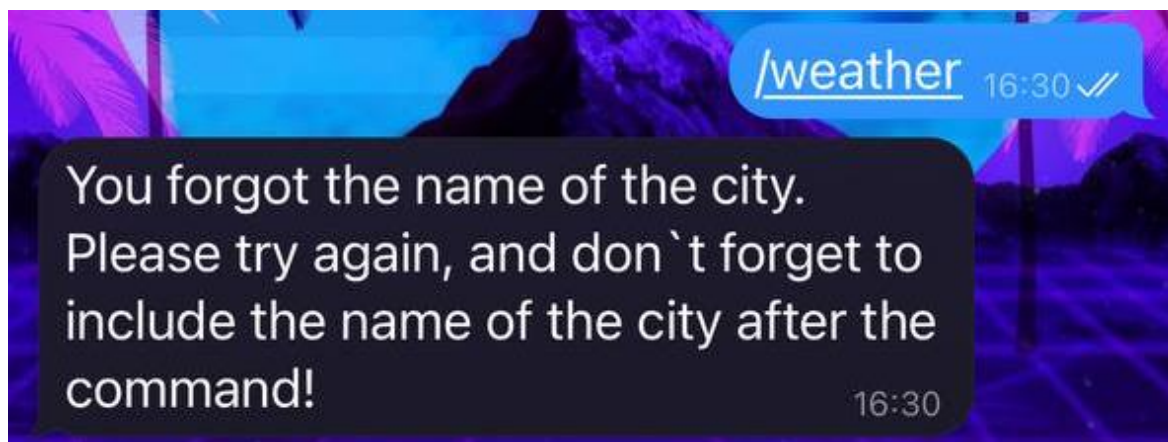 /weather 16:30
You forgot the name of the city.
Please try again, and don`t forget to
include the name of the city after the
command! 16:30